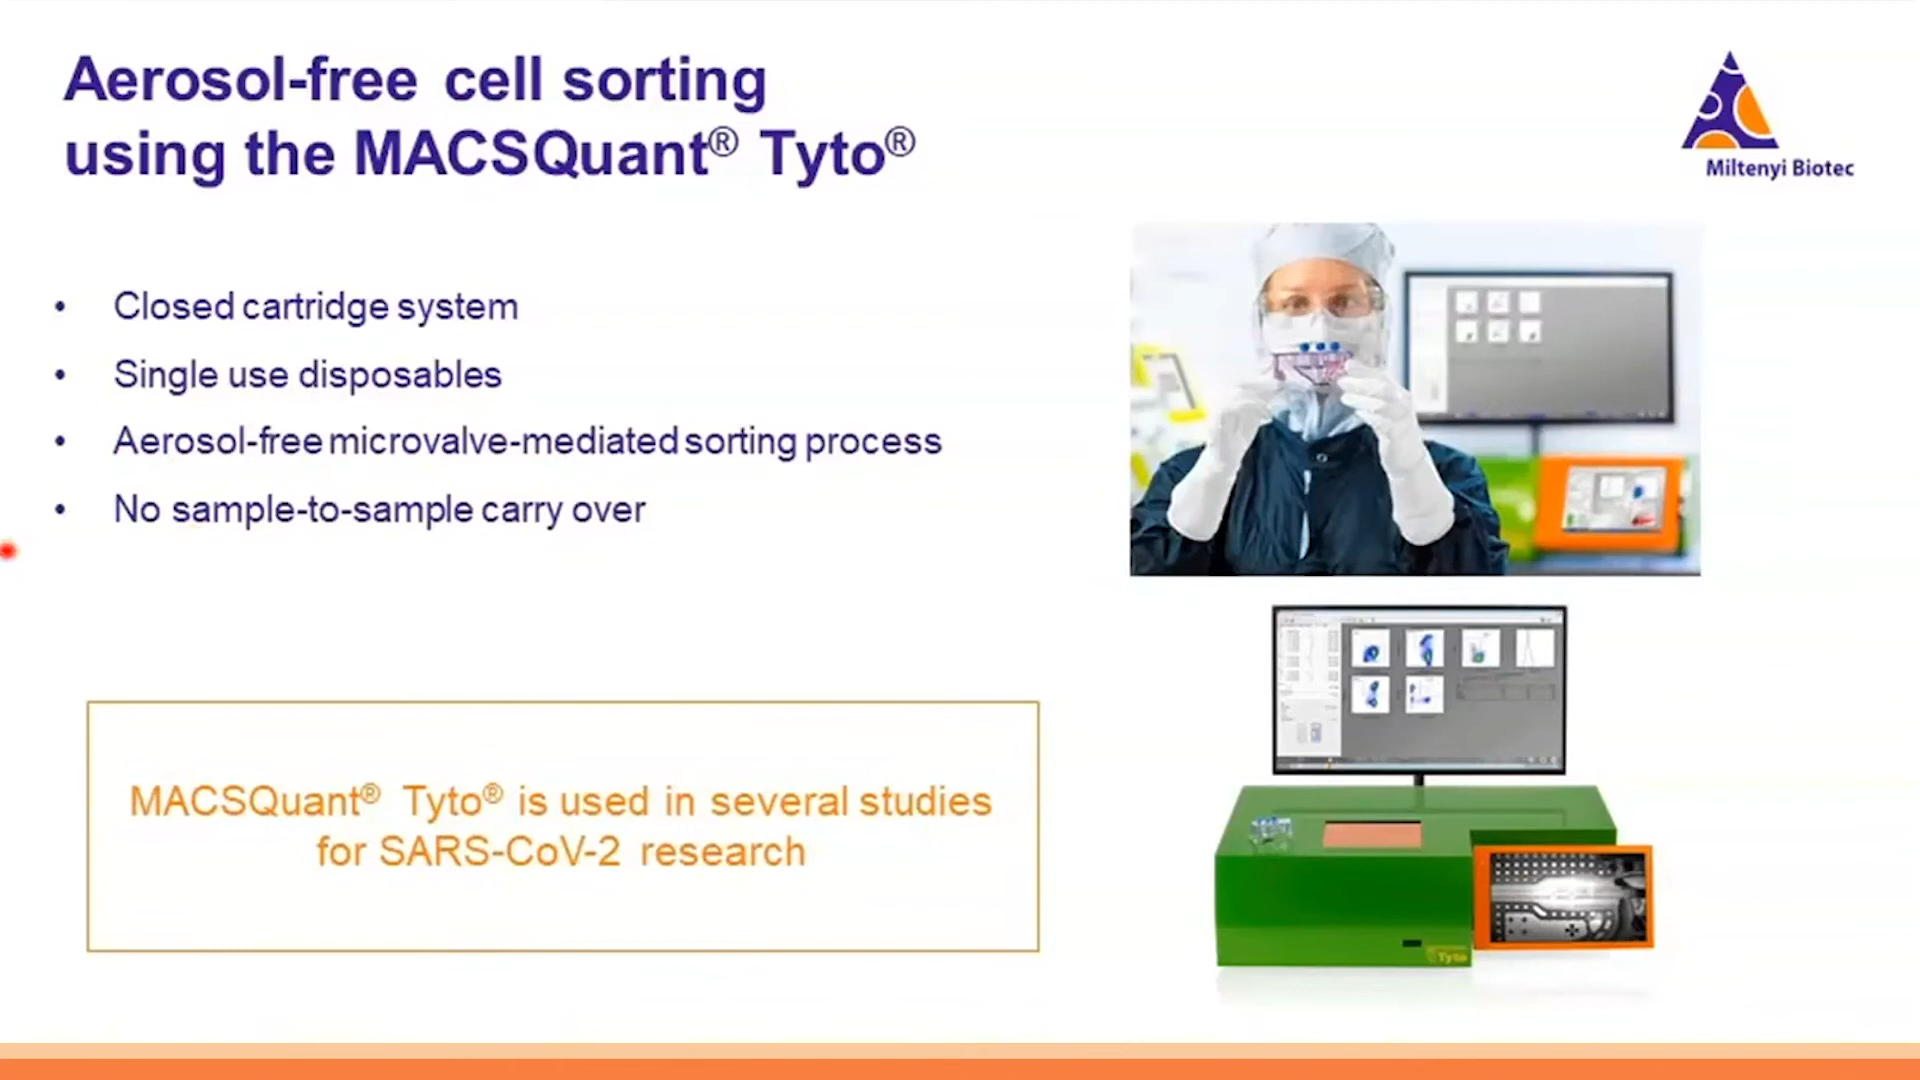 Aerosol-free cell sorting
using the MACSQuant® Tyto®
Miltenyi Biotec
• Closed cartridge system
• Single use disposables
• Aerosol-free microvalve-mediated sorting process
• No sample-to-sample carry over
MACSQuant® Tyto® is used in several studies
for SARS-CoV-2 research
Tyto